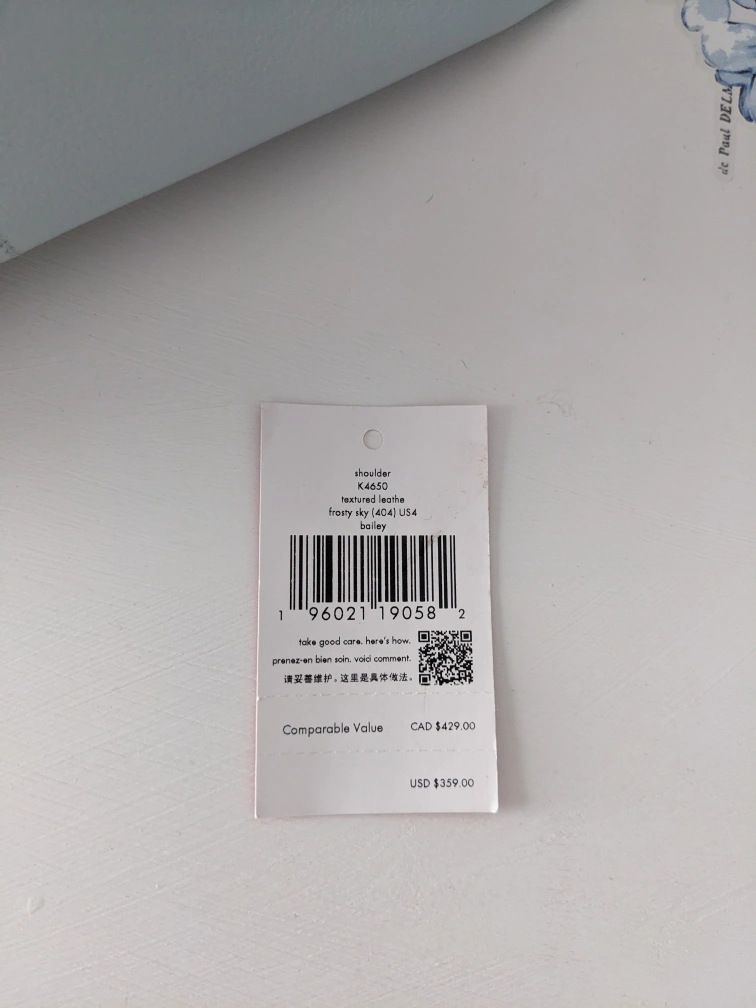 de Paul
shoulder
K4650
textured leathe
frosty sky (404) US4
bailey
1 96021 19058 2
take good care. here's how.
prenez-en bien soin. voici comment.
请妥善维护。这里是具体做法。
Comparable Value CAD $429.00
USD $359.00